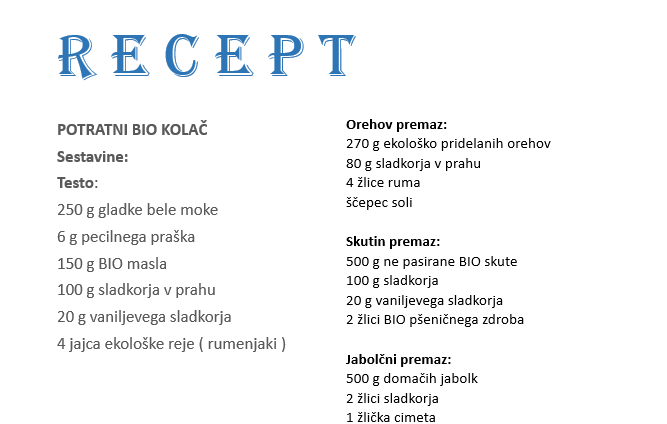 RECEPT
POTRATNI BIO KOLAČ
Sestavine:
Testo:
250 g gladke bele moke
6 g pecilnega praška
150 g BIO masla
100 g sladkorja v prahu
20 g vaniljevega sladkorja
4 jajca ekološke reje ( rumenjaki )
Orehov premaz:
270 g ekološko pridelanih orehov
80 g sladkorja v prahu
4 žlice ruma
ščepec soli
Skutin premaz:
500 g ne pasirane BIO skute
100 g sladkorja
20 g vaniljevega sladkorja
2 žlici BIO pšeničnega zdroba
Jabolčni premaz:
500 g domačih jabolk
2 žlici sladkorja
1 žlička cimeta